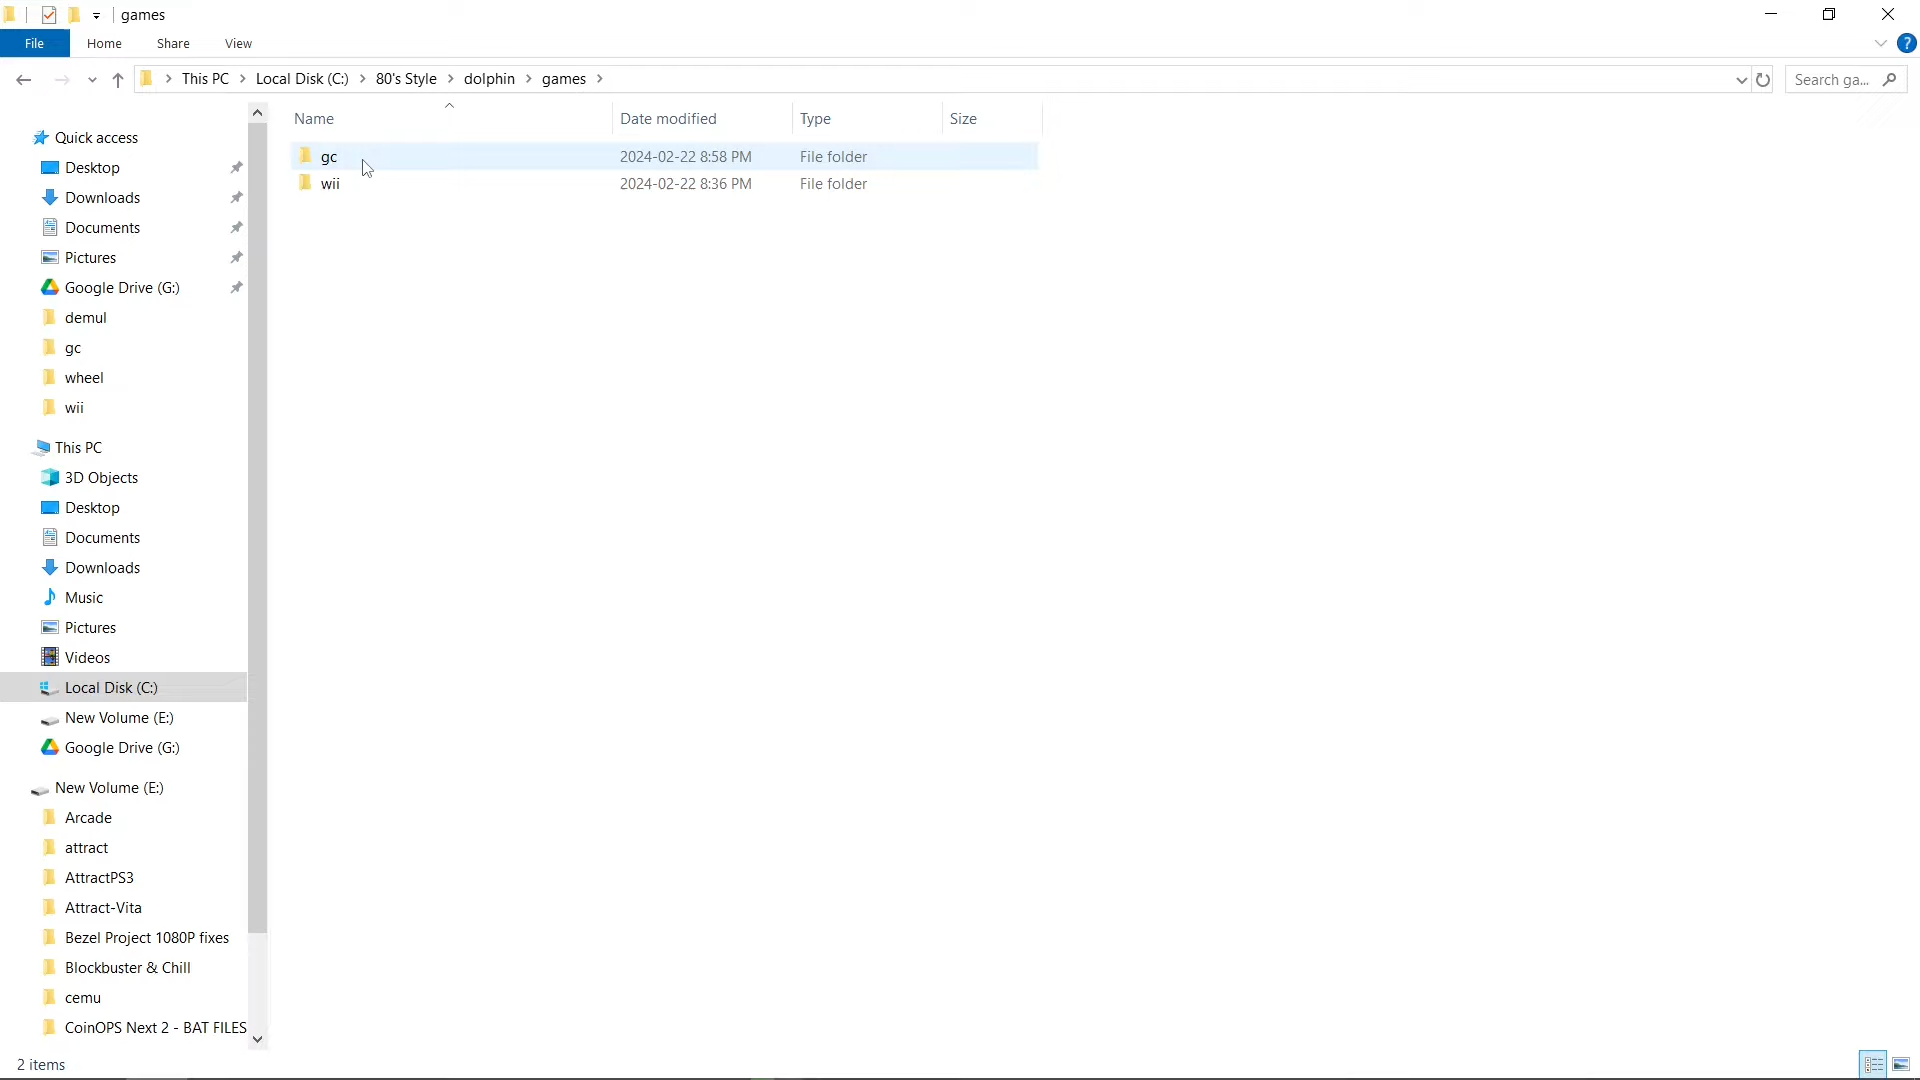 games
File Home Share View ?
This PC Local Disk (C:) 80's Style dolphin games Search ga...
Name Date modified Type Size
gc 2024-02-22 8:58 PM File folder
wii 2024-02-22 8:36 PM File folder
Quick access
Desktop
Downloads
Documents
Pictures
Google Drive (G:)
demul
gc
wheel
wii
This PC
3D Objects
Desktop
Documents
Downloads
Music
Pictures
Videos
Local Disk (C:)
New Volume (E:)
Google Drive (G:)
New Volume (E:)
Arcade
attract
AttractPS3
Attract-Vita
Bezel Project 1080P fixes
Blockbuster & Chill
cemu
CoinOPS Next 2 - BAT FILES
2 items